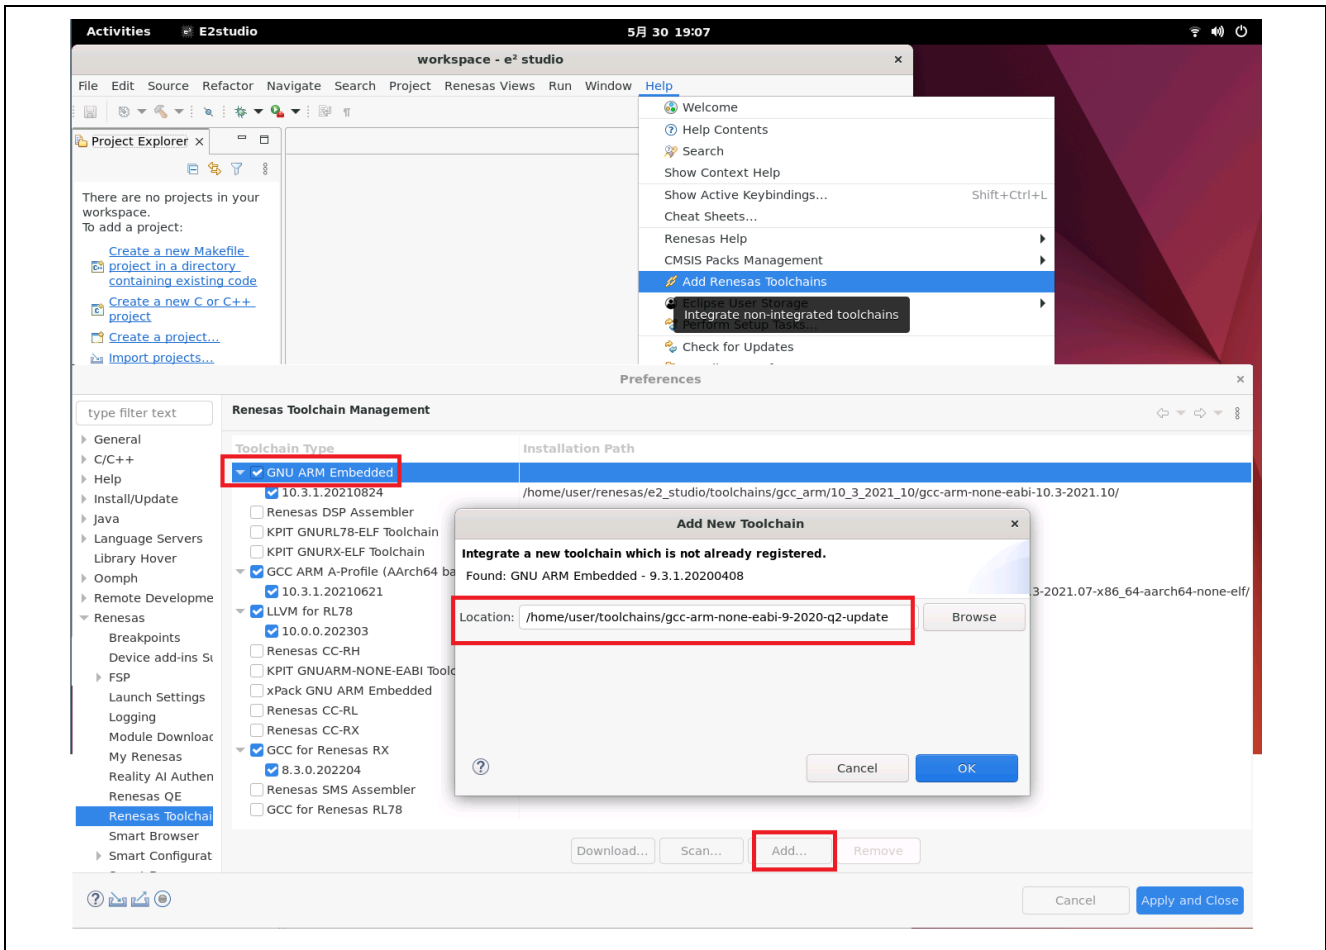 Activities E2studio 5月 30 19:07
workspace - e² studio ×
File Edit Source Refactor Navigate Search Project Renesas Views Run Window Help
Project Explorer ×
There are no projects in your
workspace.
To add a project:
Create a new Makefile
project in a directory
containing existing code
Create a new C or C++
project
Create a project...
Import projects...
Welcome
Help Contents
Search
Show Context Help
Show Active Keybindings... Shift+Ctrl+L
Cheat Sheets...
Renesas Help
CMSIS Packs Management
Add Renesas Toolchains
Eclipse User Storage
Integrate non-integrated toolchains
Perform Setup Tasks...
Check for Updates
Preferences ×
type filter text
General
C/C++
Help
Install/Update
Java
Language Servers
Library Hover
Oomph
Remote Developme
Renesas
Breakpoints
Device add-ins Su
FSP
Launch Settings
Logging
Module Downloac
My Renesas
Reality AI Authen
Renesas QE
Renesas Toolchai
Smart Browser
Smart Configurat
Renesas Toolchain Management
Toolchain Type Installation Path
GNU ARM Embedded
10.3.1.20210824 /home/user/renesas/e2_studio/toolchains/gcc_arm/10_3_2021_10/gcc-arm-none-eabi-10.3-2021.10/
Renesas DSP Assembler
KPIT GNURL78-ELF Toolchain
KPIT GNURX-ELF Toolchain
GCC ARM A-Profile (AArch64 ba
10.3.1.20210621 3-2021.07-x86_64-aarch64-none-elf/
LLVM for RL78
10.0.0.202303
Renesas CC-RH
KPIT GNUARM-NONE-EABI Toolc
xPack GNU ARM Embedded
Renesas CC-RL
Renesas CC-RX
GCC for Renesas RX
8.3.0.202204
Renesas SMS Assembler
GCC for Renesas RL78
Add New Toolchain ×
Integrate a new toolchain which is not already registered.
Found: GNU ARM Embedded - 9.3.1.20200408
Location: /home/user/toolchains/gcc-arm-none-eabi-9-2020-q2-update Browse
Cancel OK
Download... Scan... Add... Remove
Cancel Apply and Close